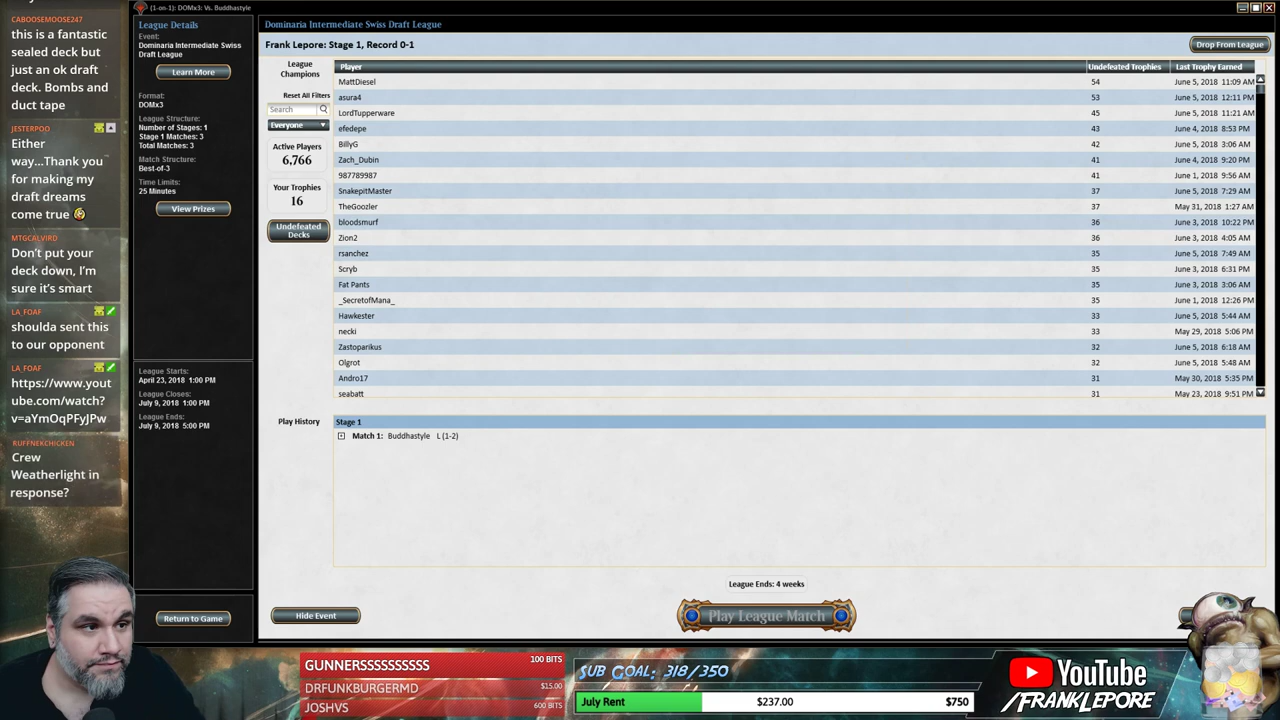 CABOOSEMOOSE247
this is a fantastic
sealed deck but
just an ok draft
deck. Bombs and
duct tape
JESTERPOO
Either
way...Thank you
for making my
draft dreams
come true
MTGCALVIRD
Don't put your
deck down, I'm
sure it's smart
LA_FOAF
shoulda sent this
to our opponent
LA_FOAF
https://www.yout
ube.com/watch?
v=aYmOqPFyJPw
RUFFNEKCHICKEN
Crew
Weatherlight in
response?
(1-on-1): DOMx3: Vs. Buddhastyle
League Details
Event:
Dominaria Intermediate Swiss
Draft League
Learn More
Format:
DOMx3
League Structure:
Number of Stages: 1
Stage 1 Matches: 3
Total Matches: 3
Match Structure:
Best-of-3
Time Limits:
25 Minutes
View Prizes
League Starts:
April 23, 2018 1:00 PM
League Closes:
July 9, 2018 1:00 PM
League Ends:
July 9, 2018 5:00 PM
Return to Game
Dominaria Intermediate Swiss Draft League
Frank Lepore: Stage 1, Record 0-1
Drop From League
League
Champions
Reset All Filters
Search
Everyone
Active Players
6,766
Your Trophies
16
Undefeated
Decks
Player Undefeated Trophies Last Trophy Earned
MattDiesel 54 June 5, 2018 11:09 AM
asura4 53 June 5, 2018 12:11 PM
LordTupperware 45 June 5, 2018 11:21 AM
efedepe 43 June 4, 2018 8:53 PM
BillyG 42 June 5, 2018 3:06 AM
Zach_Dubin 41 June 4, 2018 9:20 PM
987789987 41 June 1, 2018 9:56 AM
SnakepitMaster 37 June 5, 2018 7:29 AM
TheGoozler 37 May 31, 2018 1:27 AM
bloodsmurf 36 June 3, 2018 10:22 PM
Zion2 36 June 3, 2018 4:05 AM
rsanchez 35 June 5, 2018 7:49 AM
Scryb 35 June 3, 2018 6:31 PM
Fat Pants 35 June 3, 2018 3:06 AM
_SecretofMana_ 35 June 1, 2018 12:26 PM
Hawkester 33 June 5, 2018 5:44 AM
necki 33 May 29, 2018 5:06 PM
Zastoparikus 32 June 5, 2018 6:18 AM
Olgrot 32 June 5, 2018 5:48 AM
Andro17 31 May 30, 2018 5:35 PM
seabatt 31 May 23, 2018 9:51 PM
Play History
Stage 1
Match 1: Buddhastyle L (1-2)
League Ends: 4 weeks
Hide Event
Play League Match
GUNNERSSSSSSSSSS 100 BITS
DRFUNKBURGERMD $15.00
JOSHVS 600 BITS
SUB GOAL: 318/350
July Rent $237.00 $750
YouTube
/FRANKLEPORE